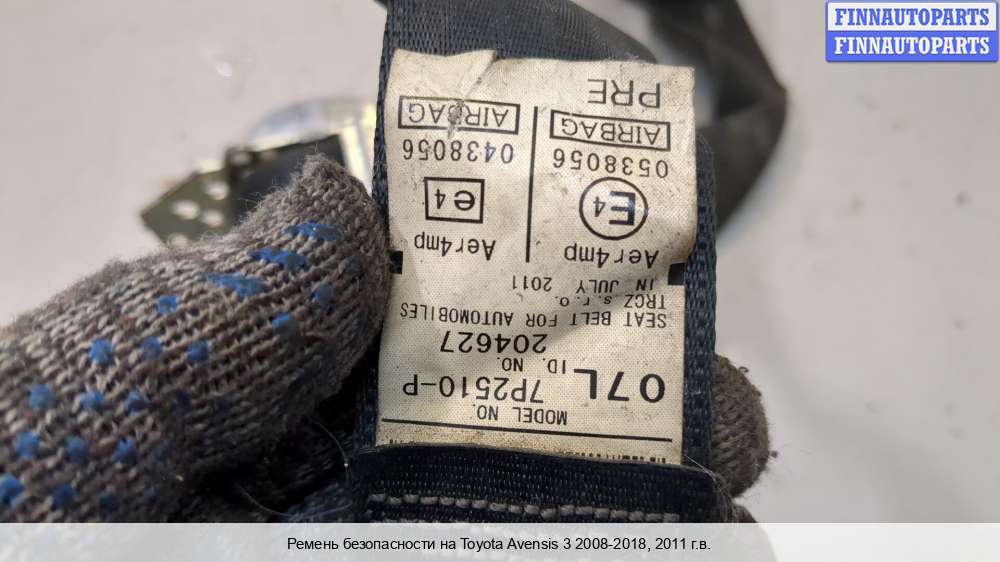 FINNAUTOPARTS
FINNAUTOPARTS
MODEL NO.
07L 7P2510-P
ID. NO.
204627
SEAT BELT FOR AUTOMOBILES
TRCZ s.r.o.
IN JULY 2011
Aer4mp
E4
0538056
AIRBAG
PRE
Aer4mp
e4
0438056
AIRBAG
Ремень безопасности на Toyota Avensis 3 2008-2018, 2011 г.в.